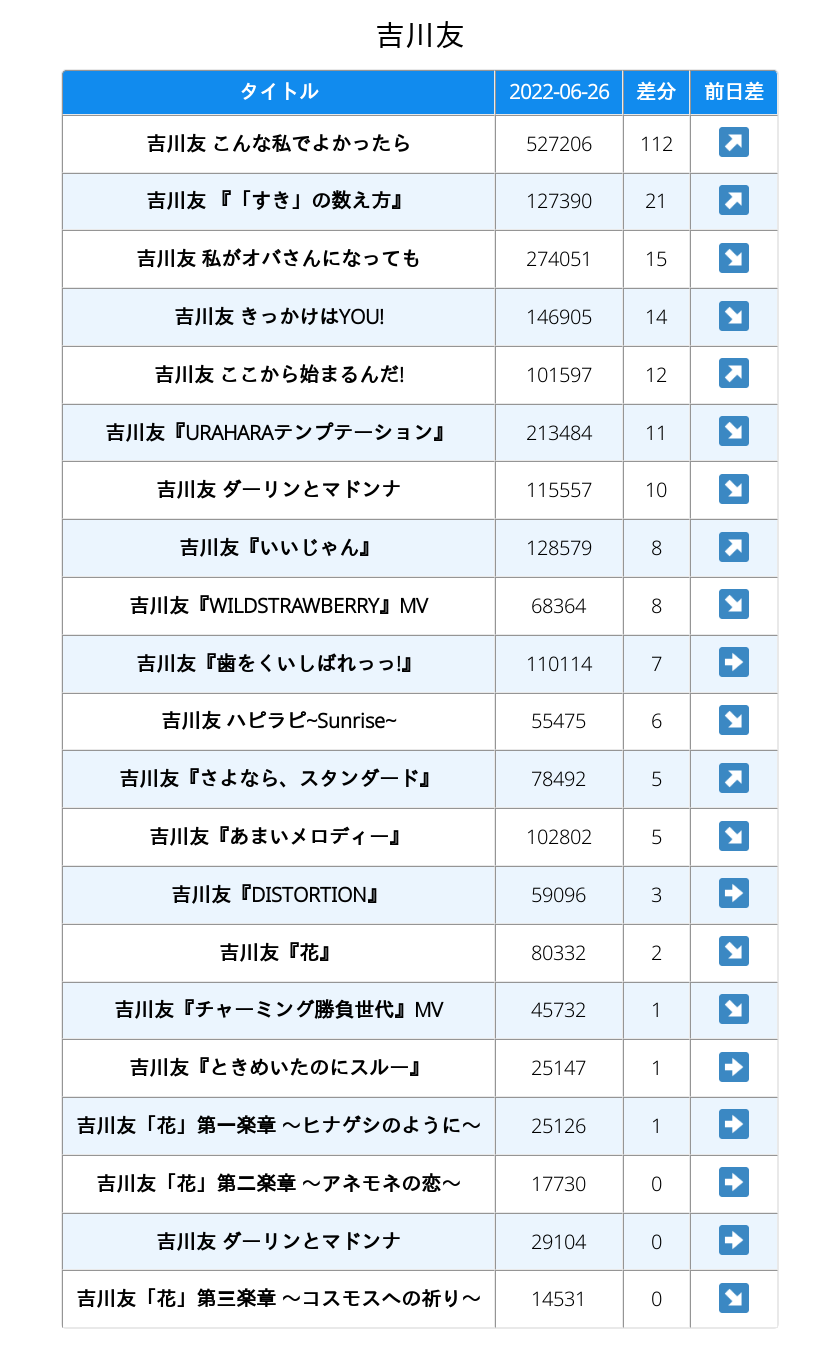 吉川友
タイトル 2022-06-26 差分 前日差
吉川友 こんな私でよかったら 527206 112
吉川友 『「すき」の数え方』 127390 21
吉川友 私がオバさんになっても 274051 15
吉川友 きっかけはYOU! 146905 14
吉川友 ここから始まるんだ! 101597 12
吉川友『URAHARAテンプテーション』 213484 11
吉川友 ダーリンとマドンナ 115557 10
吉川友『いいじゃん』 128579 8
吉川友『WILDSTRAWBERRY』MV 68364 8
吉川友『歯をくいしばれっっ!』 110114 7
吉川友 ハピラピ~Sunrise~ 55475 6
吉川友『さよなら、スタンダード』 78492 5
吉川友『あまいメロディー』 102802 5
吉川友『DISTORTION』 59096 3
吉川友『花』 80332 2
吉川友『チャーミング勝負世代』MV 45732 1
吉川友『ときめいたのにスルー』 25147 1
吉川友「花」第一楽章 〜ヒナゲシのように〜 25126 1
吉川友「花」第二楽章 〜アネモネの恋〜 17730 0
吉川友 ダーリンとマドンナ 29104 0
吉川友「花」第三楽章 〜コスモスへの祈り〜 14531 0